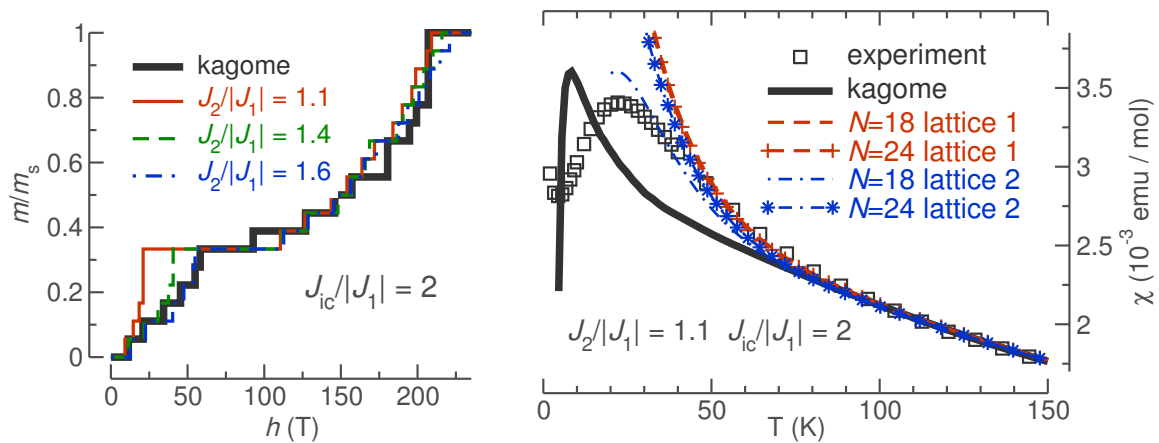 1
0.8
0.6
0.4
0.2
0
m/mₛ
kagome
J₂/|J₁| = 1.1
J₂/|J₁| = 1.4
J₂/|J₁| = 1.6
J_ic/|J₁| = 2
0 50 100 150 200
h (T)
experiment
kagome
N=18 lattice 1
N=24 lattice 1
N=18 lattice 2
N=24 lattice 2
J₂/|J₁| = 1.1 J_ic/|J₁| = 2
3.5
3
2.5
2
χ (10⁻³ emu / mol)
0 50 100 150
T (K)